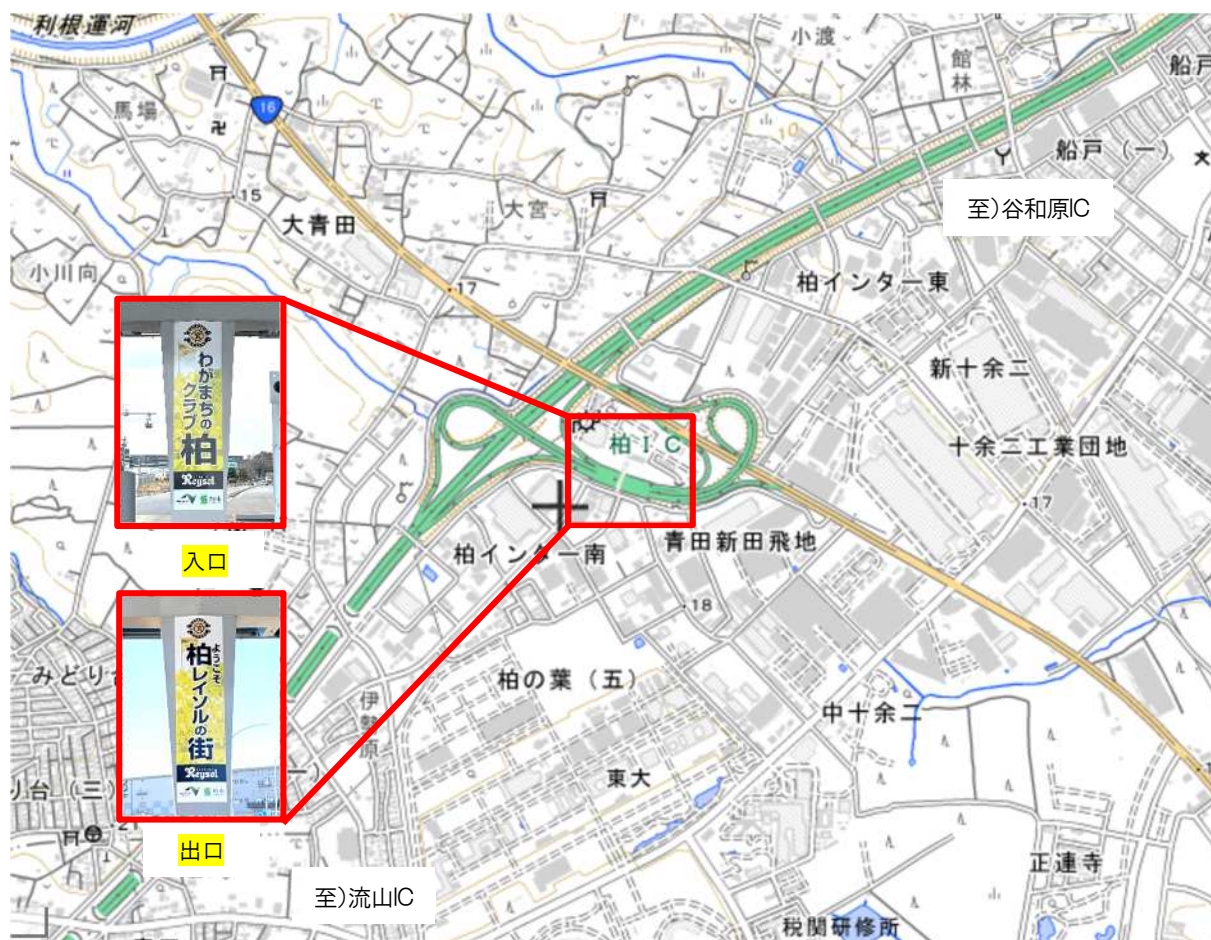 利根運河
小渡
館林
船戸
16
馬場
10
船戸（一）
15
大宮
至)谷和原IC
大青田
小川向
17
柏インター東
わがまちの
クラブ
柏
Reysol
新十余二
柏IC
十余二工業団地
17
入口
柏インター南
青田新田飛地
18
ようこそ
柏レイソルの街
Reysol
みどり台
柏の葉（五）
伊勢原
中十余二
東大
り台（三）
出口
21
正連寺
至)流山IC
税関研修所